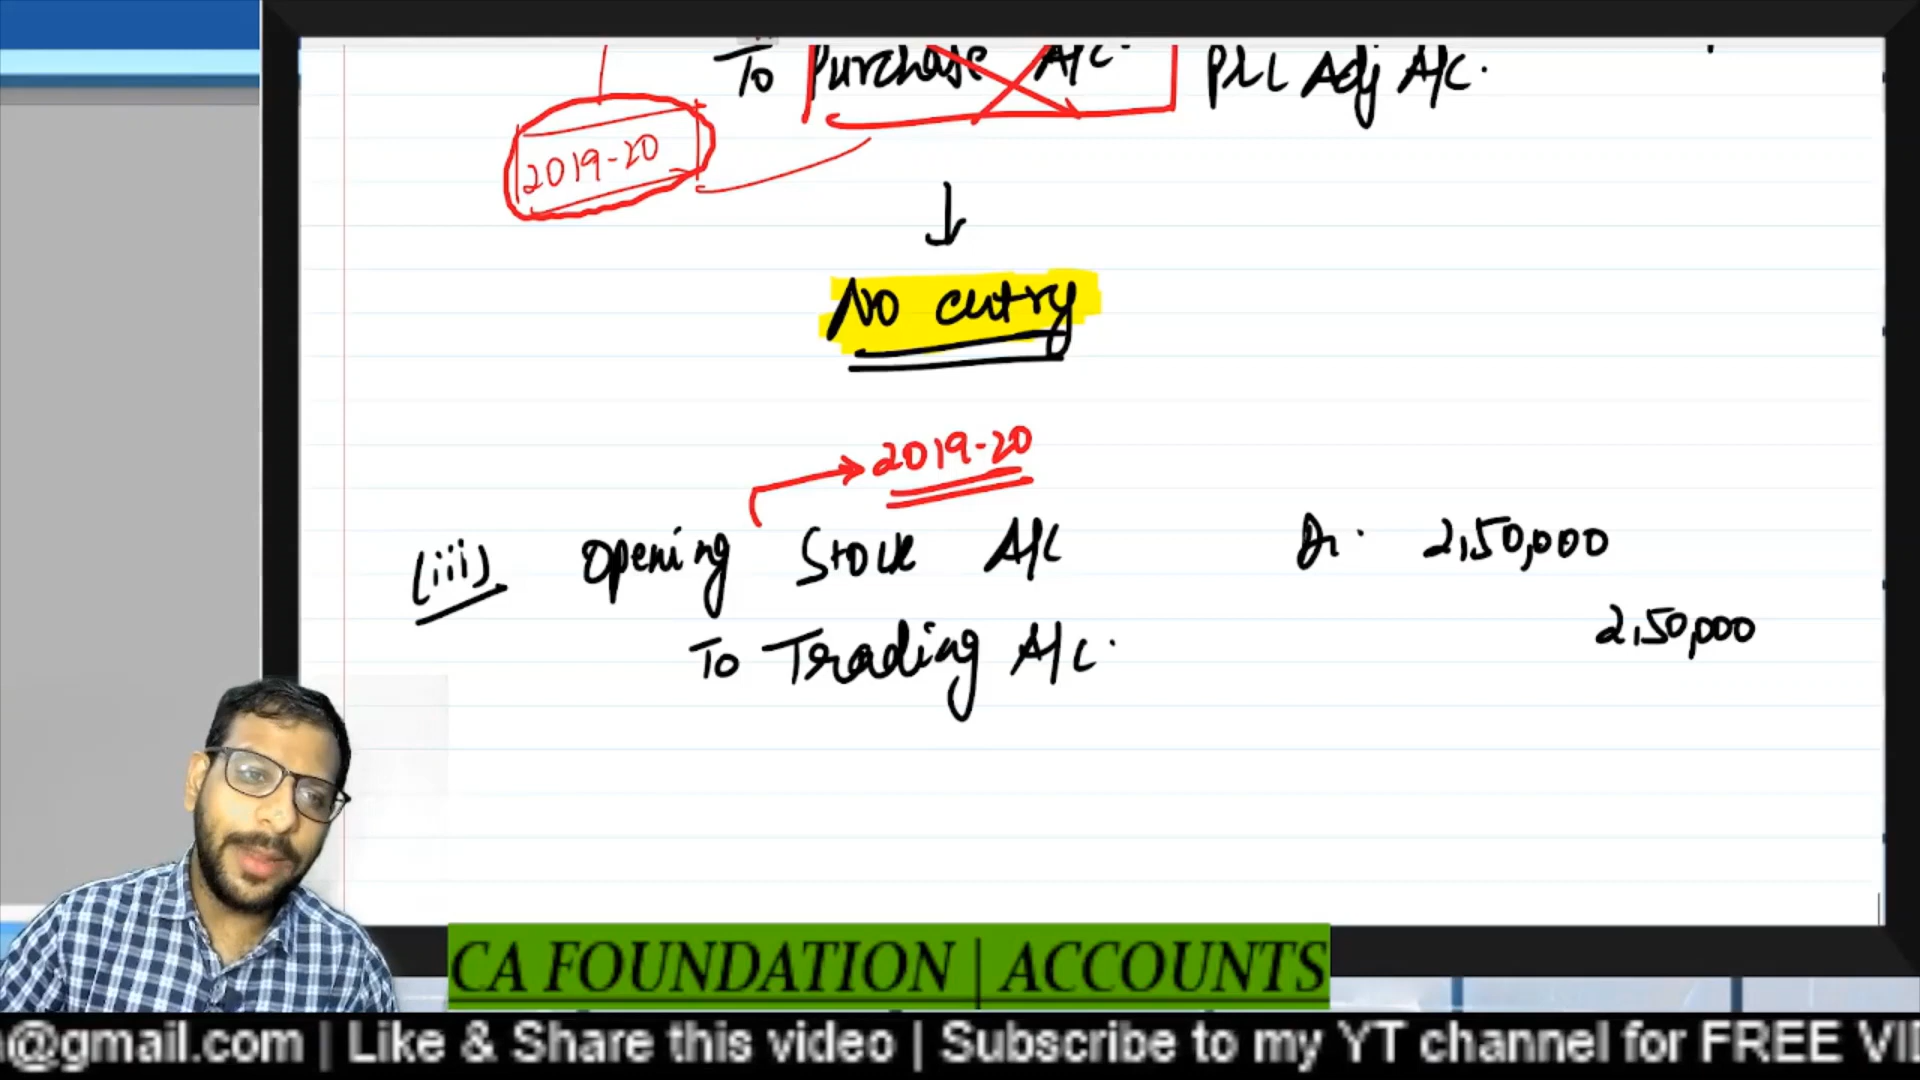 To Purchase A/C. P&L Adj A/C.
2019-20
No entry
2019-20
(iii) Opening Stock A/C Dr. 2,50,000
To Trading A/C. 2,50,000
CA FOUNDATION | ACCOUNTS
@gmail.com | Like & Share this video | Subscribe to my YT channel for FREE